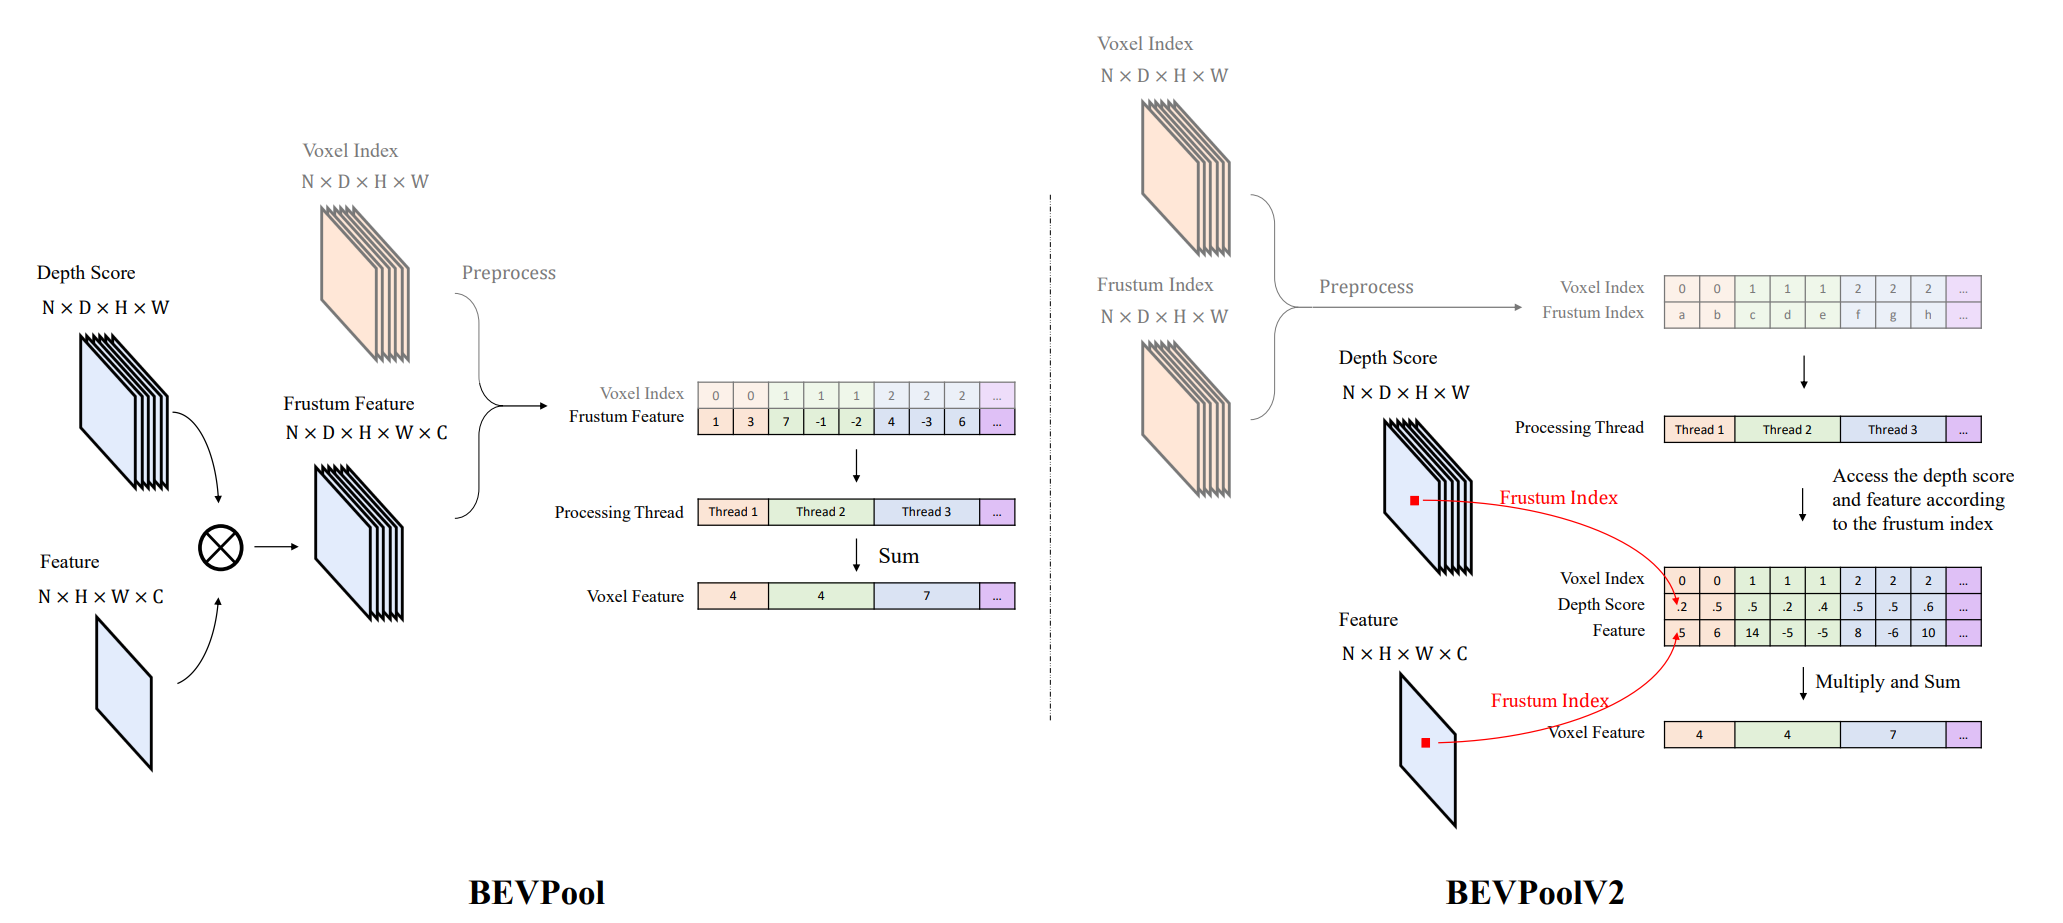 Voxel Index
N × D × H × W
Depth Score
N × D × H × W
Preprocess
Frustum Feature
N × D × H × W × C
Feature
N × H × W × C
Voxel Index 0 0 1 1 1 2 2 2 ...
Frustum Feature 1 3 7 -1 -2 4 -3 6 ...
Processing Thread Thread 1 Thread 2 Thread 3 ...
Sum
Voxel Feature 4 4 7 ...
BEVPool
Voxel Index
N × D × H × W
Frustum Index
N × D × H × W
Preprocess
Voxel Index 0 0 1 1 1 2 2 2 ...
Frustum Index a b c d e f g h ...
Depth Score
N × D × H × W
Processing Thread Thread 1 Thread 2 Thread 3 ...
Access the depth score
and feature according
to the frustum index
Frustum Index
Feature
N × H × W × C
Frustum Index
Voxel Index 0 0 1 1 1 2 2 2 ...
Depth Score .2 .5 .5 .2 .4 .5 .5 .6 ...
Feature 5 6 14 -5 -5 8 -6 10 ...
Multiply and Sum
Voxel Feature 4 4 7 ...
BEVPoolV2